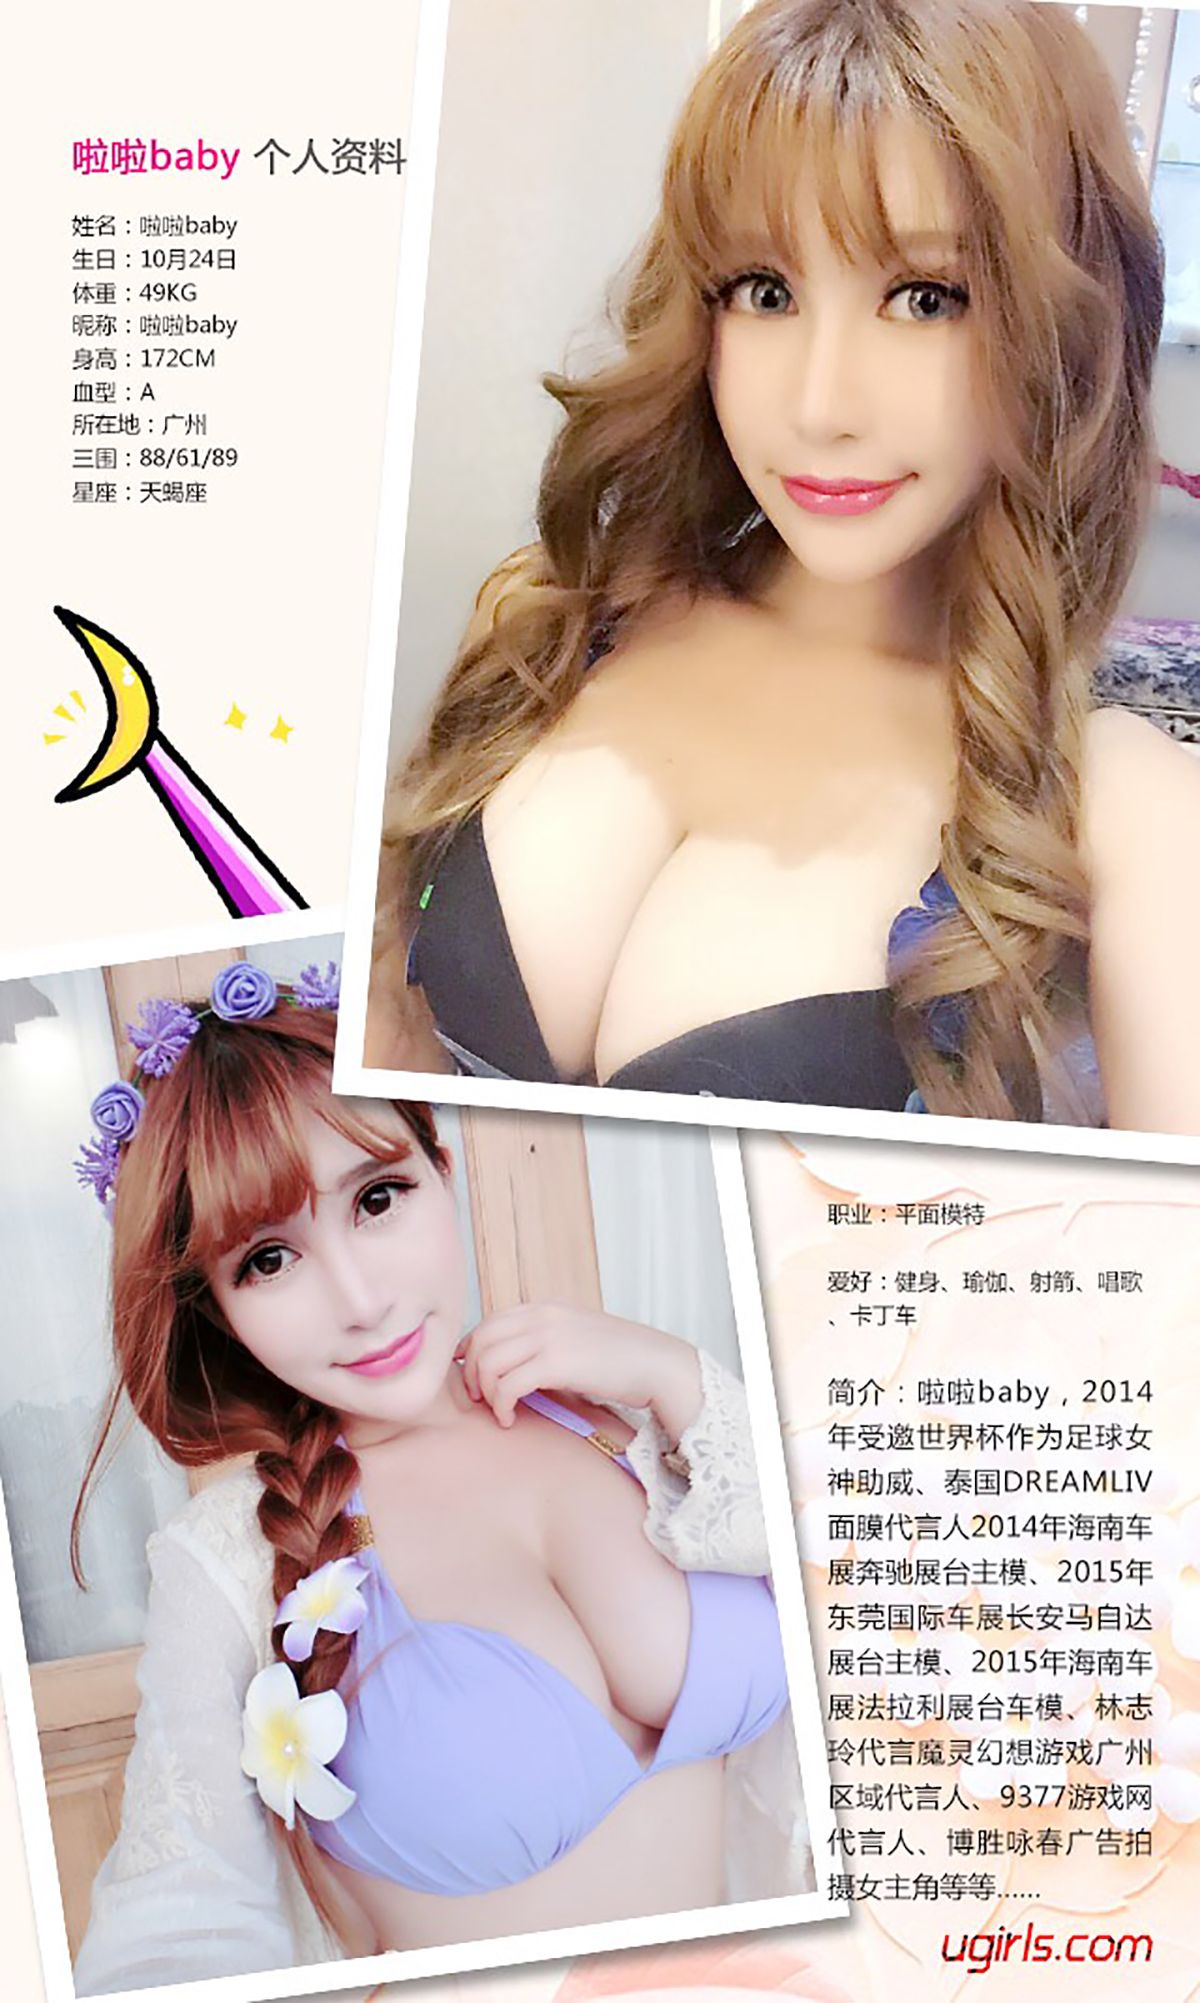 啦啦baby 个人资料
姓名：啦啦baby
生日：10月24日
体重：49KG
昵称：啦啦baby
身高：172CM
血型：A
所在地：广州
三围：88/61/89
星座：天蝎座
职业：平面模特
爱好：健身、瑜伽、射箭、唱歌
、卡丁车
简介：啦啦baby，2014
年受邀世界杯作为足球女
神助威、泰国DREAMLIV
面膜代言人2014年海南车
展奔驰展台主模、2015年
东莞国际车展长安马自达
展台主模、2015年海南车
展法拉利展台车模、林志
玲代言魔灵幻想游戏广州
区域代言人、9377游戏网
代言人、博胜咏春广告拍
摄女主角等等......
ugirls.com